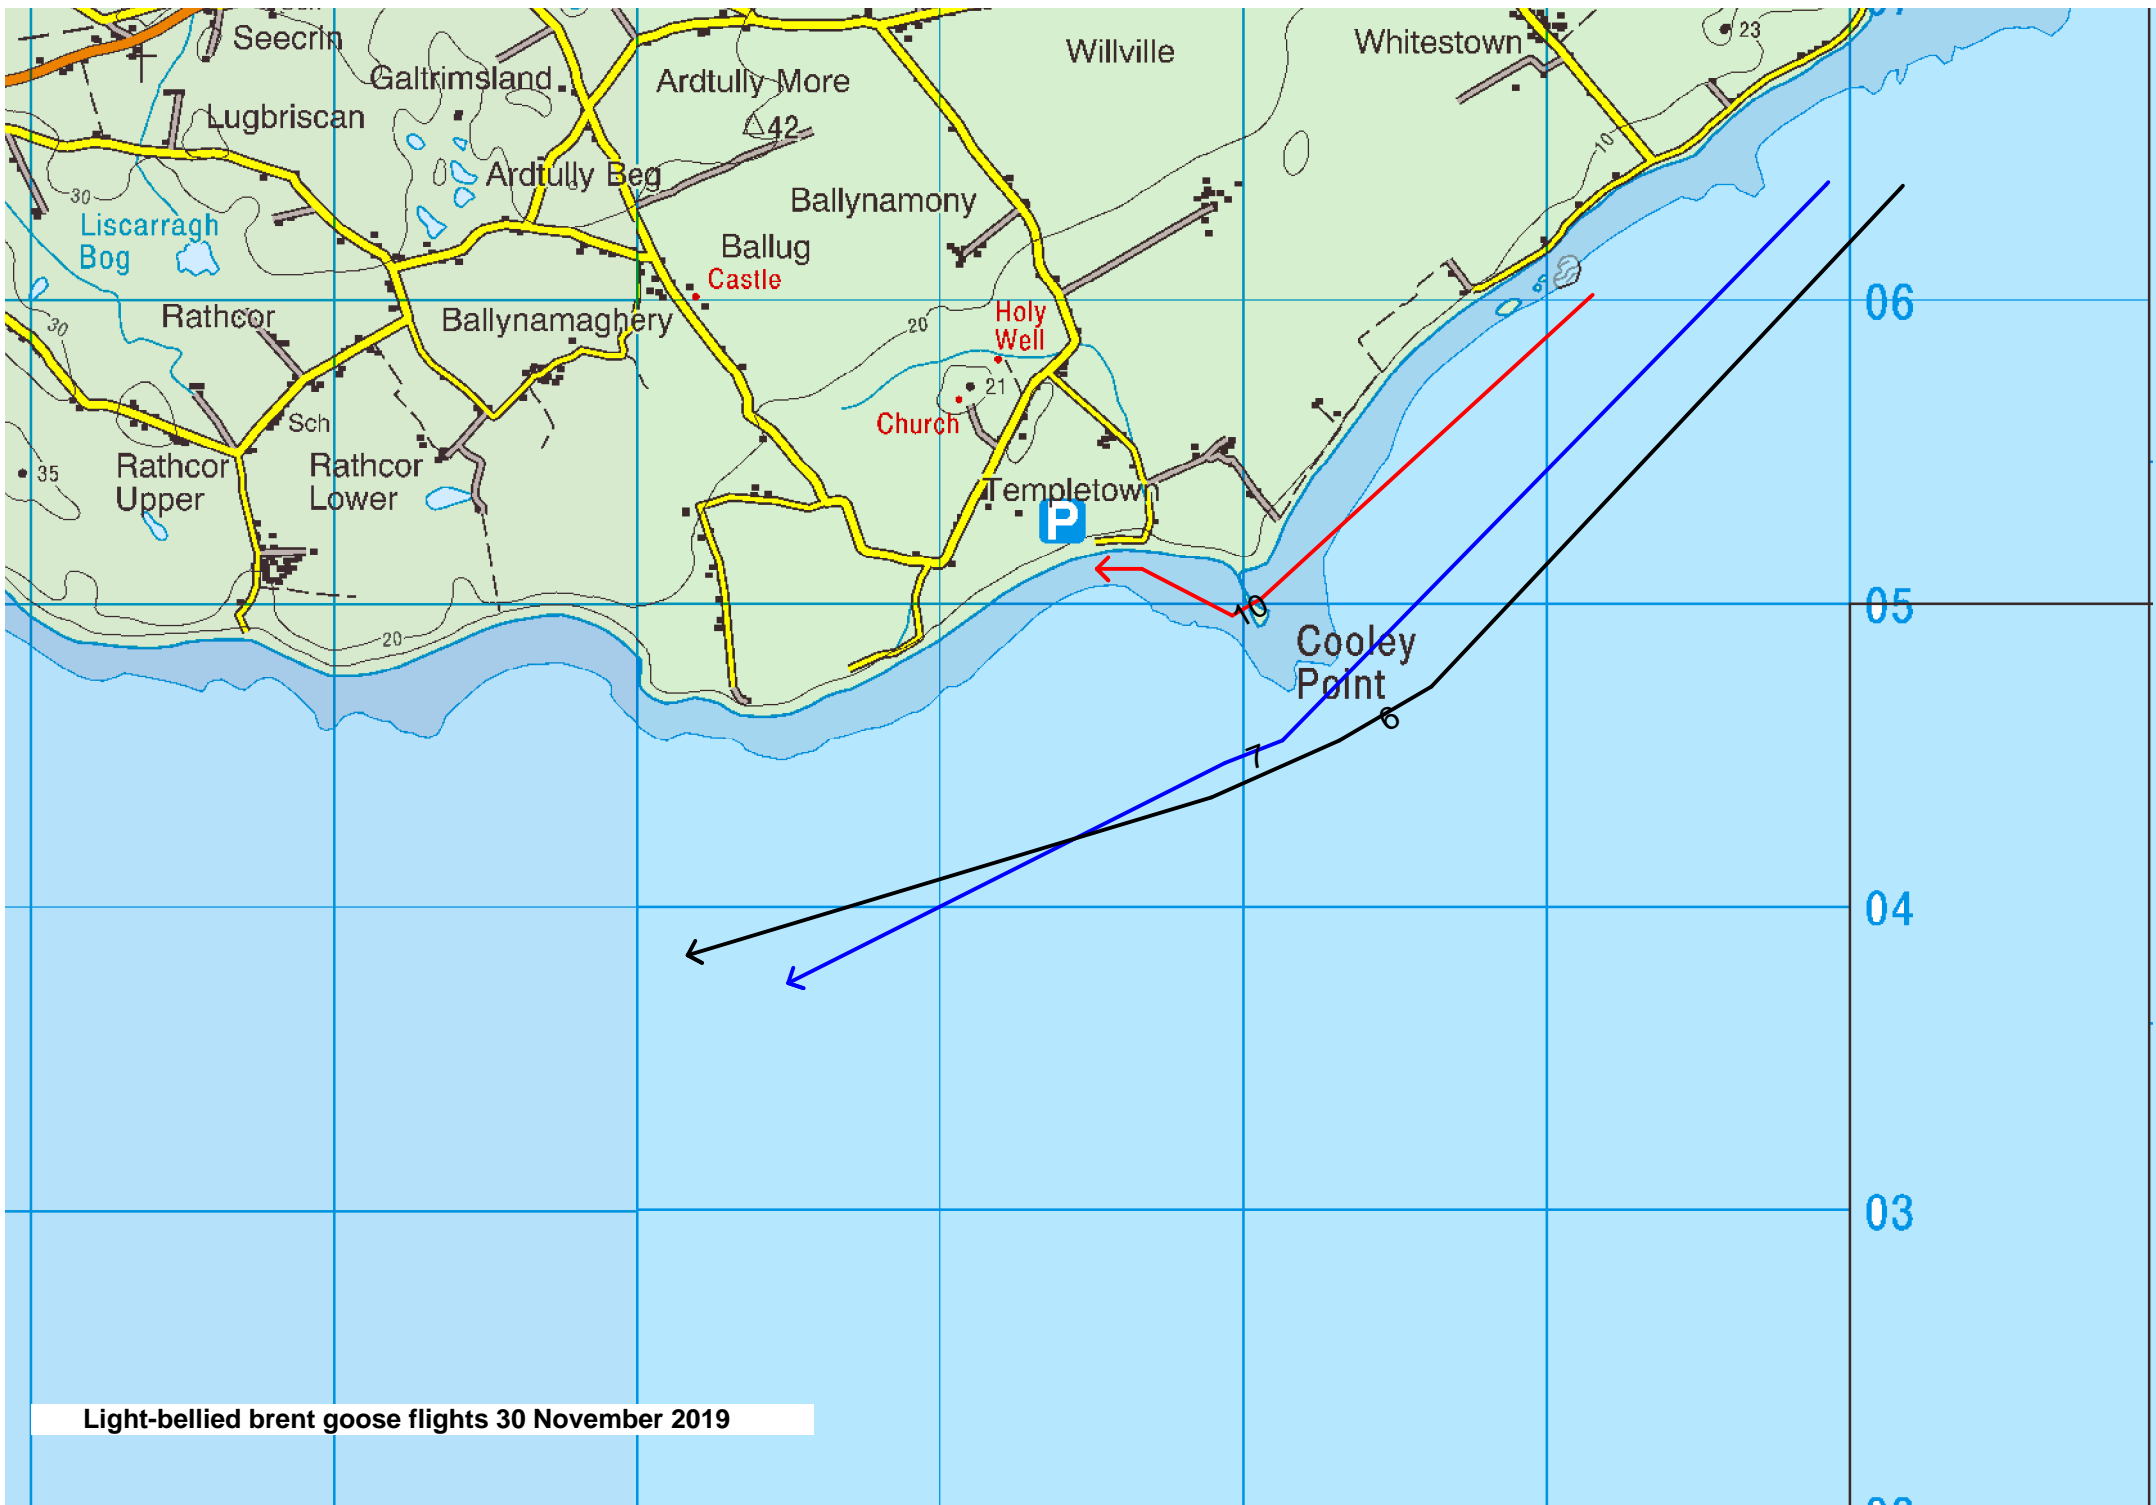 Seecrin
Galtrimsland
Lugbriscan
Ardtully More
42
Ardtully Beg
Willville
Whitestown
23
10
30
Liscarragh
Bog
Ballynamony
Ballug
Castle
Rathcor
30
Ballynamaghery
20
Holy
Well
06
21
Church
Sch
35
Rathcor
Upper
Rathcor
Lower
Templetown
P
10
05
20
Cooley
Point
6
7
04
03
Light-bellied brent goose flights 30 November 2019